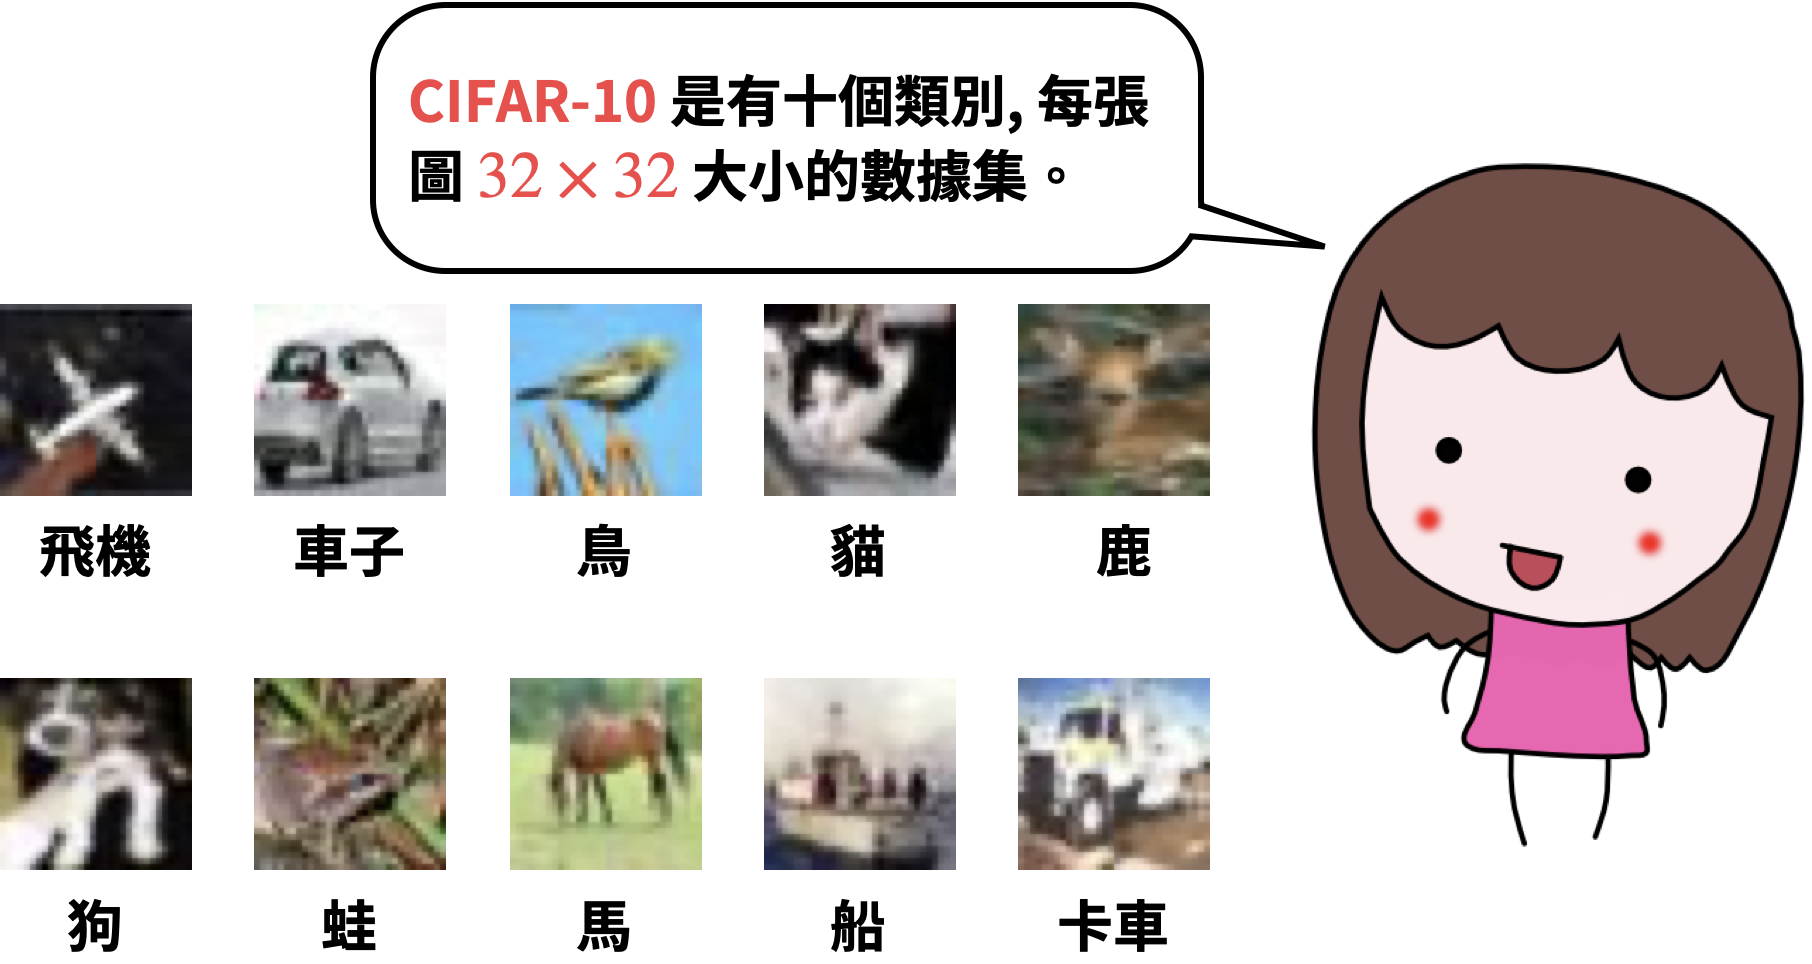 CIFAR-10 是有十個類別, 每張
圖 32 × 32 大小的數據集。
飛機
車子
鳥
貓
鹿
狗
蛙
馬
船
卡車